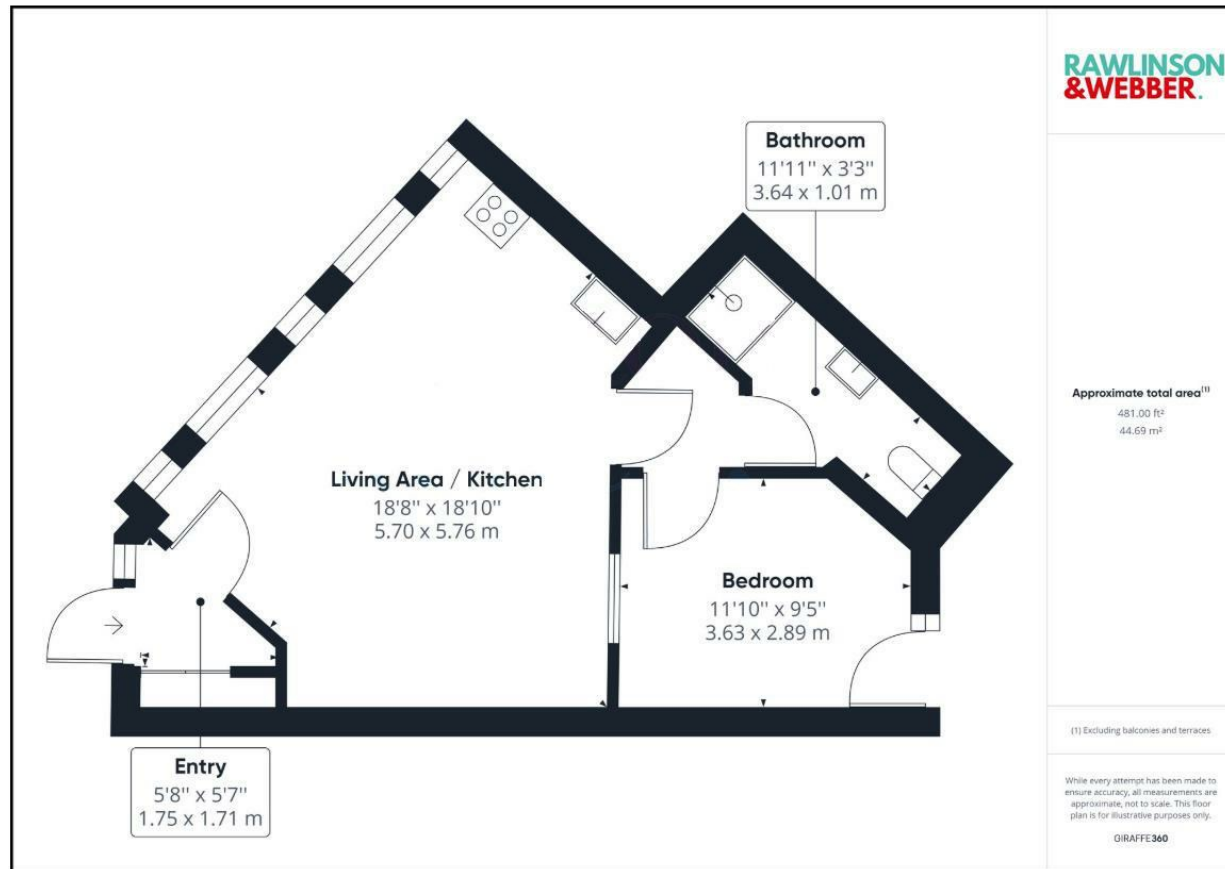 RAWLINSON
&WEBBER.
Bathroom
11'11" x 3'3"
3.64 x 1.01 m
Living Area / Kitchen
18'8" x 18'10"
5.70 x 5.76 m
Bedroom
11'10" x 9'5"
3.63 x 2.89 m
Entry
5'8" x 5'7"
1.75 x 1.71 m
Approximate total area(1)
481.00 ft²
44.69 m²
(1) Excluding balconies and terraces
While every attempt has been made to
ensure accuracy, all measurements are
approximate, not to scale. This floor
plan is for illustrative purposes only.
GIRAFFE360